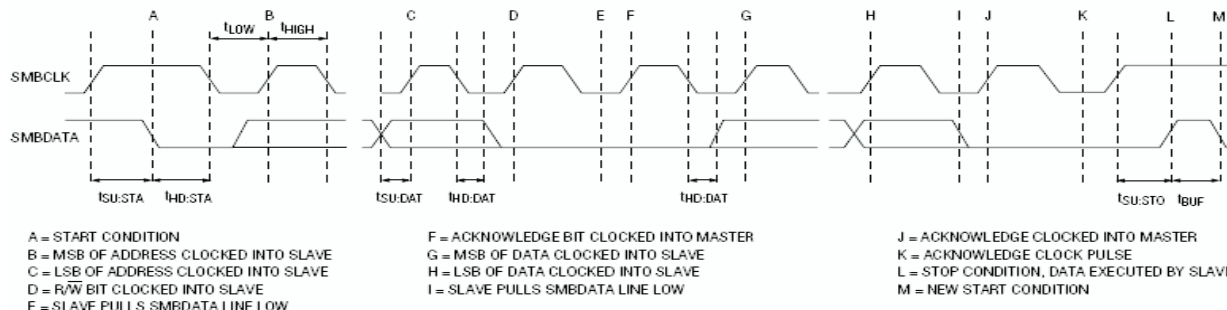 A B C D E F G H I J K L M
tLOW tHIGH
SMBCLK
SMBDATA
tSU:STA tHD:STA tSU:DAT tHD:DAT tHD:DAT tSU:STO tBUF
A = START CONDITION
B = MSB OF ADDRESS CLOCKED INTO SLAVE
C = LSB OF ADDRESS CLOCKED INTO SLAVE
D = R/W BIT CLOCKED INTO SLAVE
E = SLAVE PULLS SMBDATA LINE LOW
F = ACKNOWLEDGE BIT CLOCKED INTO MASTER
G = MSB OF DATA CLOCKED INTO SLAVE
H = LSB OF DATA CLOCKED INTO SLAVE
I = SLAVE PULLS SMBDATA LINE LOW
J = ACKNOWLEDGE CLOCKED INTO MASTER
K = ACKNOWLEDGE CLOCK PULSE
L = STOP CONDITION, DATA EXECUTED BY SLAVE
M = NEW START CONDITION